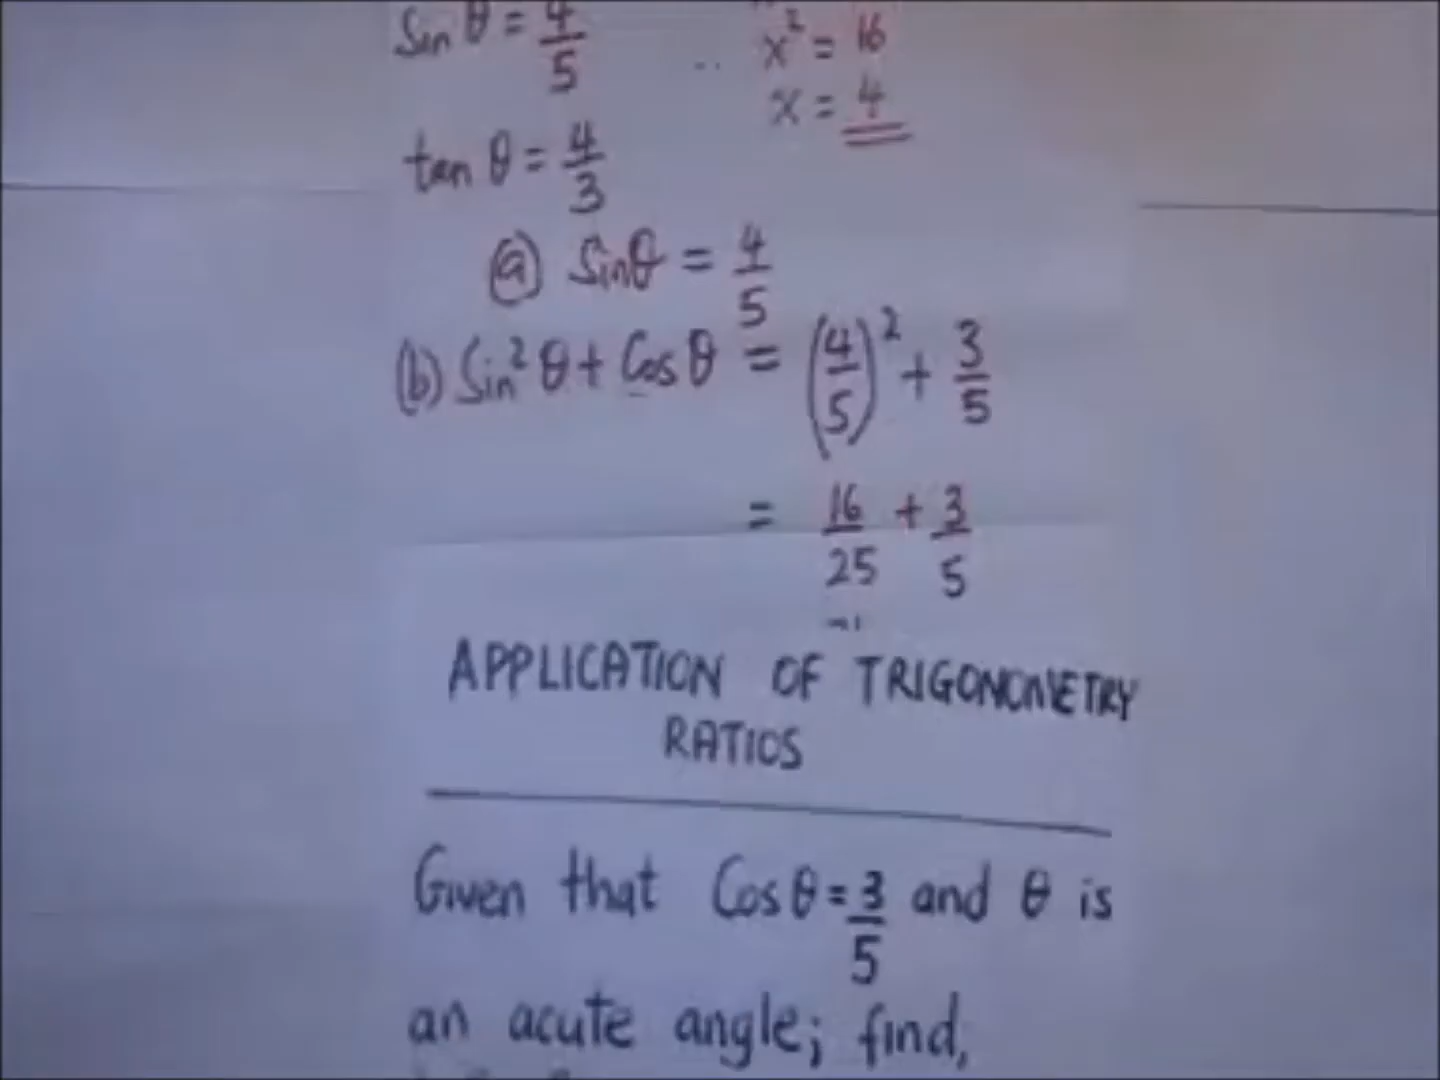 Sin θ = 4/5
x² = 16
x = 4
tan θ = 4/3
(a) Sinθ = 4/5
(b) Sin²θ + Cos θ = (4/5)² + 3/5
= 16/25 + 3/5
APPLICATION OF TRIGONOMETRY
RATIOS
Given that Cos θ = 3/5 and θ is
an acute angle; find,